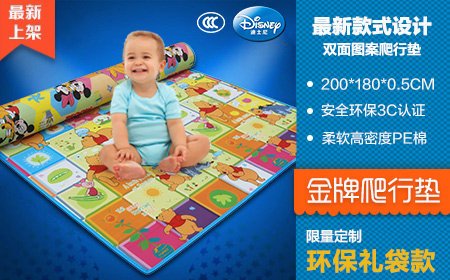 最新
上架
CCC
DISNEY
迪士尼
最新款式设计
双面图案爬行垫
200*180*0.5CM
安全环保3C认证
柔软高密度PE棉
金牌爬行垫
限量定制
环保礼袋款